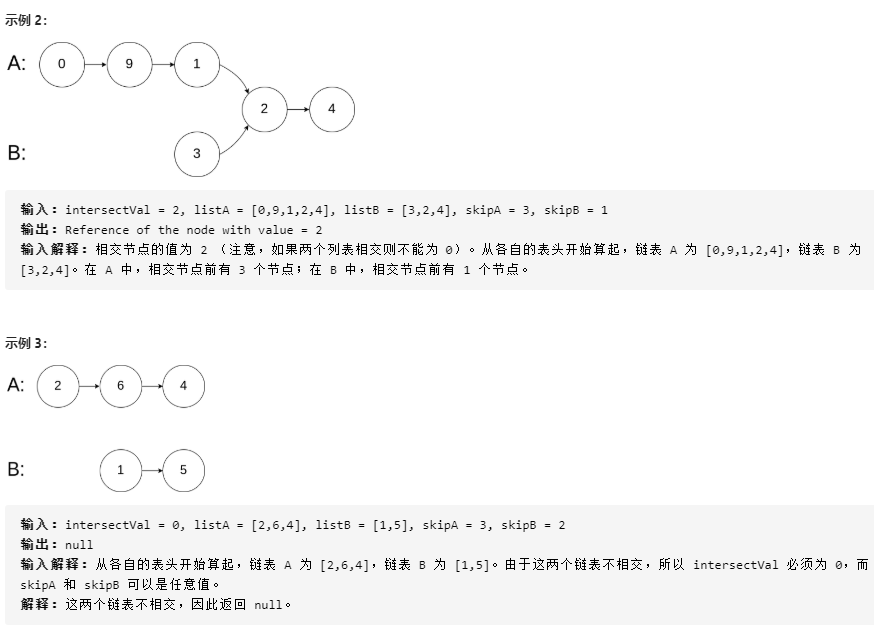 示例 2:
A: 0 9 1
2 4
B: 3
输入：intersectVal = 2, listA = [0,9,1,2,4], listB = [3,2,4], skipA = 3, skipB = 1
输出：Reference of the node with value = 2
输入解释：相交节点的值为 2 （注意，如果两个列表相交则不能为 0）。从各自的表头开始算起，链表 A 为 [0,9,1,2,4]，链表 B 为
[3,2,4]。在 A 中，相交节点前有 3 个节点；在 B 中，相交节点前有 1 个节点。
示例 3:
A: 2 6 4
B: 1 5
输入：intersectVal = 0, listA = [2,6,4], listB = [1,5], skipA = 3, skipB = 2
输出：null
输入解释：从各自的表头开始算起，链表 A 为 [2,6,4]，链表 B 为 [1,5]。由于这两个链表不相交，所以 intersectVal 必须为 0，而
skipA 和 skipB 可以是任意值。
解释：这两个链表不相交，因此返回 null。